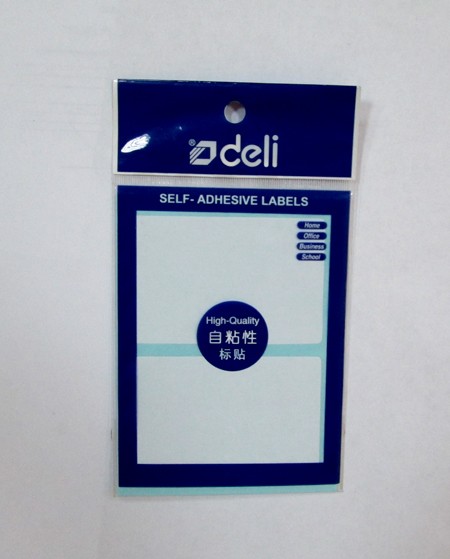 deli
SELF- ADHESIVE LABELS
Home
Office
Business
School
High-Quality
自粘性
标贴